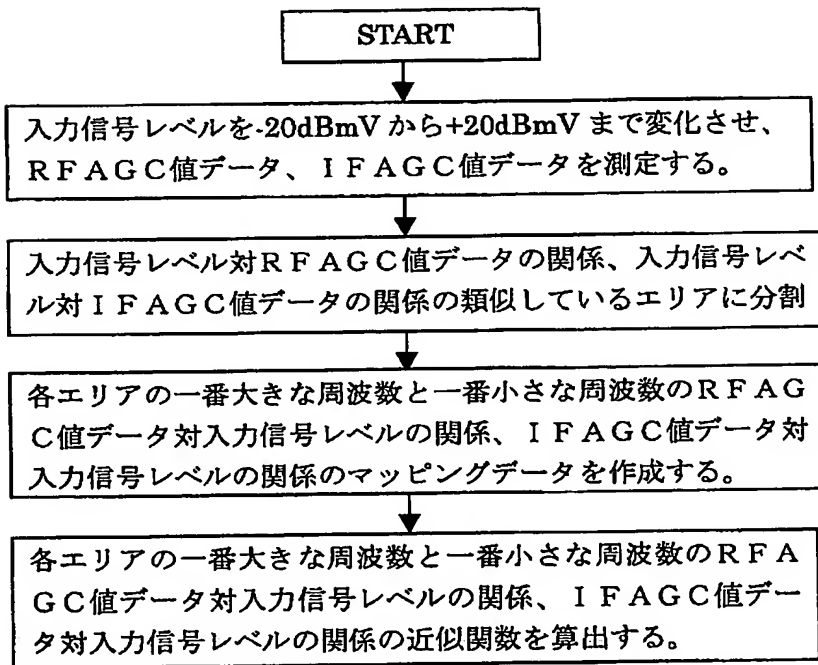 START
入力信号レベルを-20dBmVから+20dBmVまで変化させ、
ＲＦＡＧＣ値データ、ＩＦＡＧＣ値データを測定する。
入力信号レベル対ＲＦＡＧＣ値データの関係、入力信号レベ
ル対ＩＦＡＧＣ値データの関係の類似しているエリアに分割
各エリアの一番大きな周波数と一番小さな周波数のＲＦＡＧ
Ｃ値データ対入力信号レベルの関係、ＩＦＡＧＣ値データ対
入力信号レベルの関係のマッピングデータを作成する。
各エリアの一番大きな周波数と一番小さな周波数のＲＦＡ
ＧＣ値データ対入力信号レベルの関係、ＩＦＡＧＣ値デー
タ対入力信号レベルの関係の近似関数を算出する。